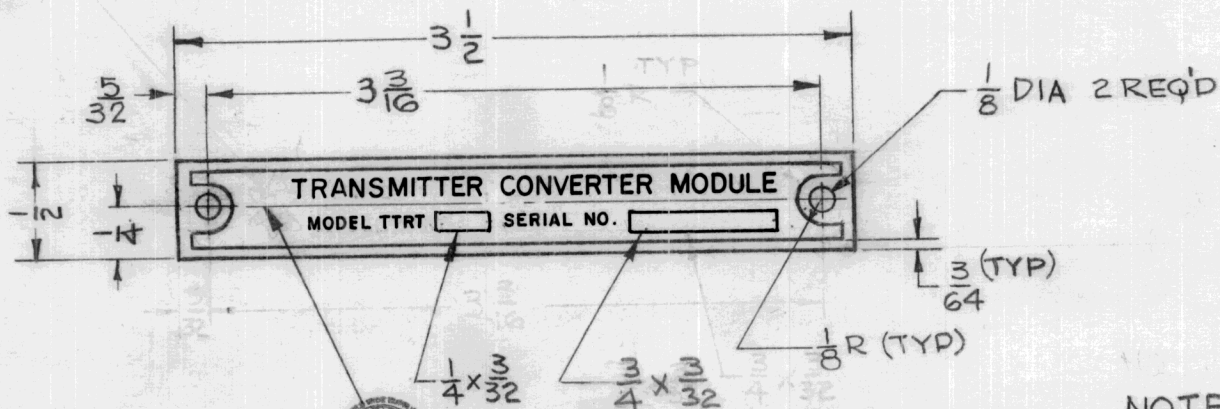 3 1/2
5/32
3 3/16
1/8 DIA 2 REQ'D
TYP
1/2
1/4
TRANSMITTER CONVERTER MODULE
MODEL TTRT SERIAL NO.
3/64 (TYP)
1/8 R (TYP)
1/4 x 3/32
3/4 x 3/32
NOTE